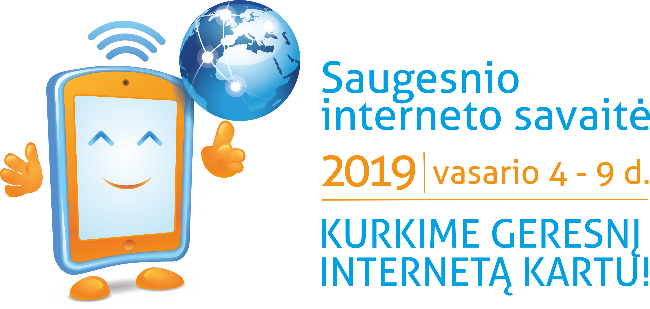 Saugesnio
interneto savaitė
2019 | vasario 4 - 9 d.
KURKIME GERESNĮ
INTERNETĄ KARTU!